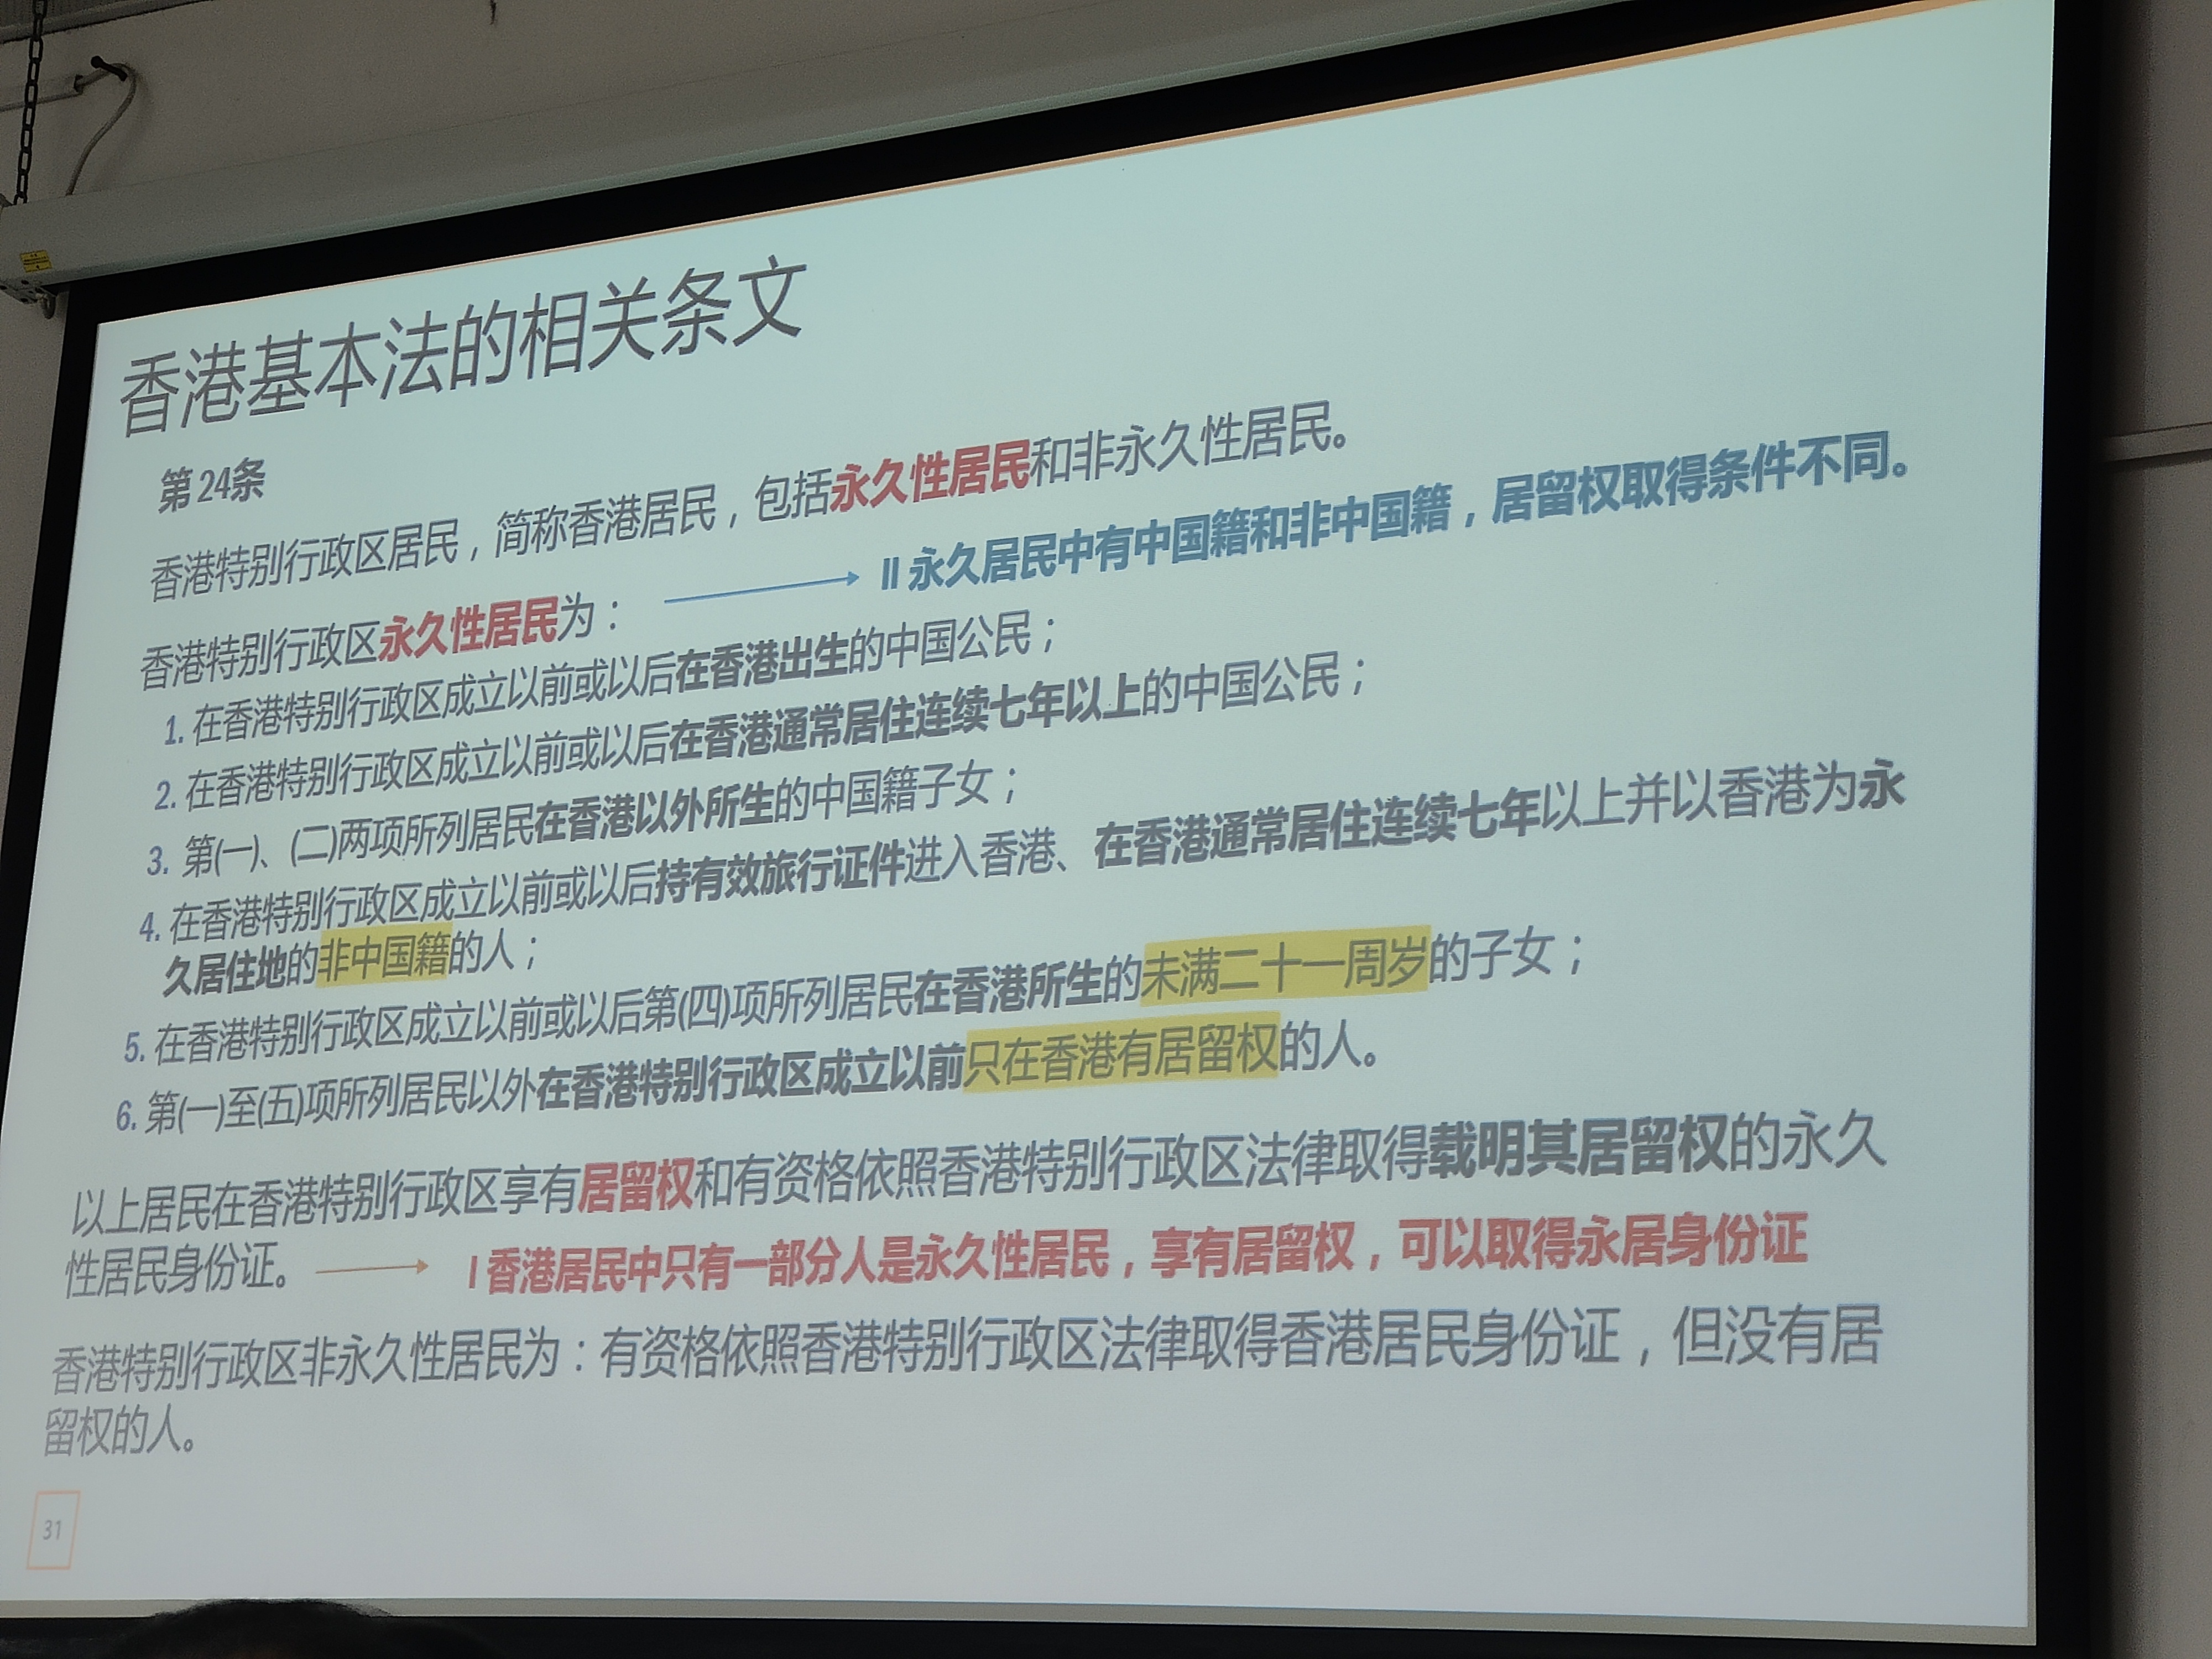 香港基本法的相关条文
第24条
香港特别行政区居民，简称香港居民，包括永久性居民和非永久性居民。
香港特别行政区永久性居民为：
II 永久居民中有中国籍和非中国籍，居留权取得条件不同。
1. 在香港特别行政区成立以前或以后在香港出生的中国公民；
2. 在香港特别行政区成立以前或以后在香港通常居住连续七年以上的中国公民；
3. 第(一)、(二)两项所列居民在香港以外所生的中国籍子女；
4. 在香港特别行政区成立以前或以后持有效旅行证件进入香港、在香港通常居住连续七年以上并以香港为永
久居住地的非中国籍的人；
5. 在香港特别行政区成立以前或以后第(四)项所列居民在香港所生的未满二十一周岁的子女；
6. 第(一)至(五)项所列居民以外在香港特别行政区成立以前只在香港有居留权的人。
以上居民在香港特别行政区享有居留权和有资格依照香港特别行政区法律取得载明其居留权的永久
性居民身份证。
I 香港居民中只有一部分人是永久性居民，享有居留权，可以取得永居身份证
香港特别行政区非永久性居民为：有资格依照香港特别行政区法律取得香港居民身份证，但没有居
留权的人。
31